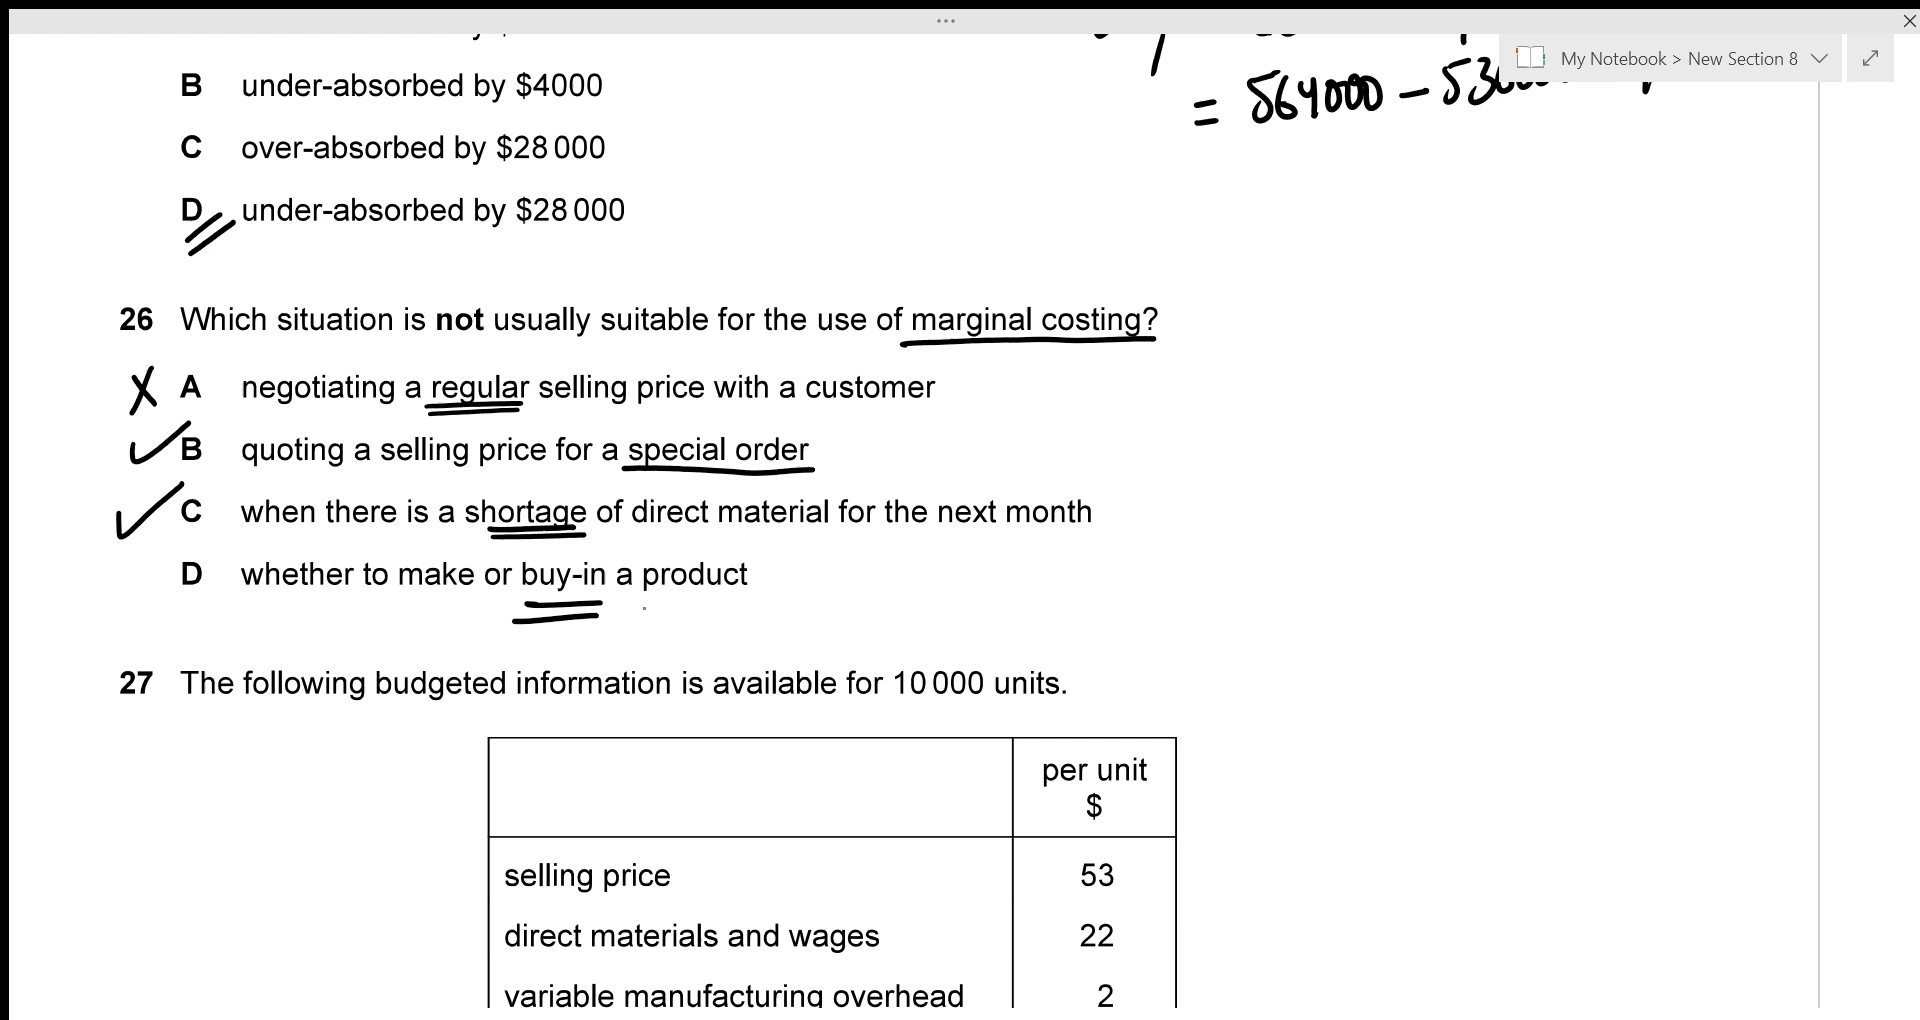 ...
My Notebook > New Section 8
B under-absorbed by $4000
= 564000 –
C over-absorbed by $28 000
D under-absorbed by $28 000
26 Which situation is not usually suitable for the use of marginal costing?
X A negotiating a regular selling price with a customer
✓ B quoting a selling price for a special order
✓ C when there is a shortage of direct material for the next month
D whether to make or buy-in a product
27 The following budgeted information is available for 10 000 units.
per unit
$
selling price 53
direct materials and wages 22
variable manufacturing overhead 2